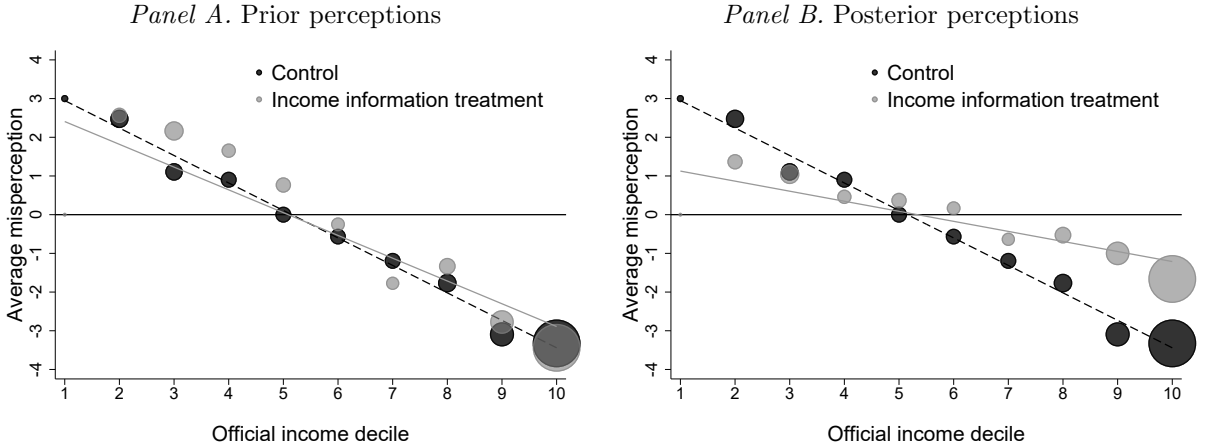 Panel A. Prior perceptions
Average misperception
4
3
2
1
0
-1
-2
-3
-4
Control
Income information treatment
1 2 3 4 5 6 7 8 9 10
Official income decile
Panel B. Posterior perceptions
Average misperception
4
3
2
1
0
-1
-2
-3
-4
Control
Income information treatment
1 2 3 4 5 6 7 8 9 10
Official income decile